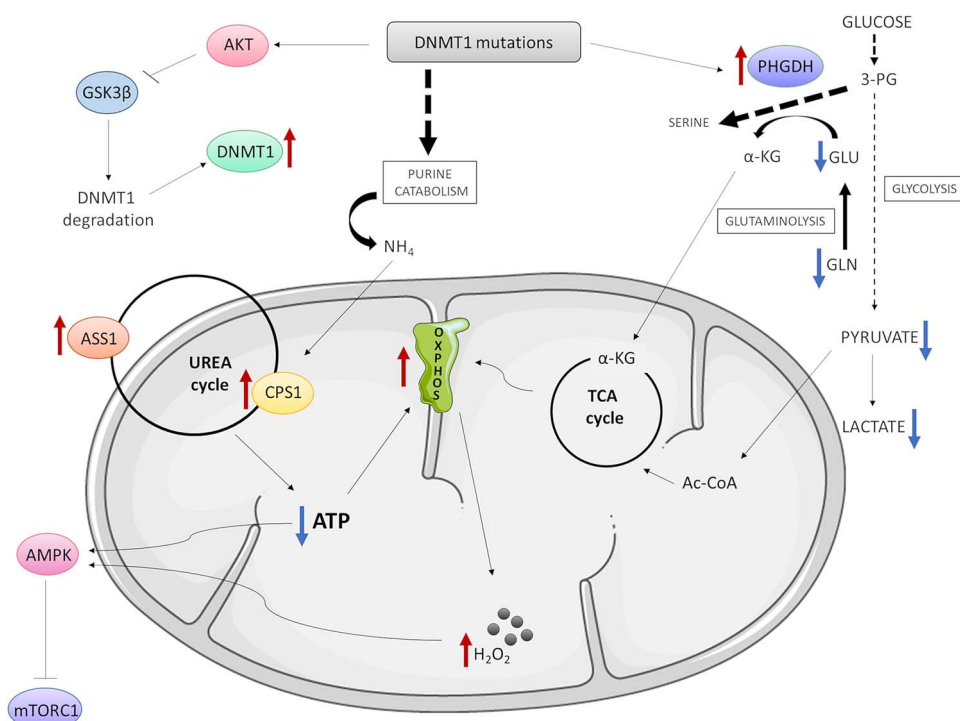 GLUCOSE
DNMT1 mutations
AKT
PHGDH
3-PG
GSK3β
SERINE
DNMT1
α-KG
GLU
PURINE
CATABOLISM
GLYCOLYSIS
DNMT1
degradation
GLUTAMINOLYSIS
NH4
GLN
ASS1
OXPHOS
PYRUVATE
UREA
cycle
α-KG
CPS1
TCA
cycle
LACTATE
Ac-CoA
ATP
AMPK
H2O2
mTORC1